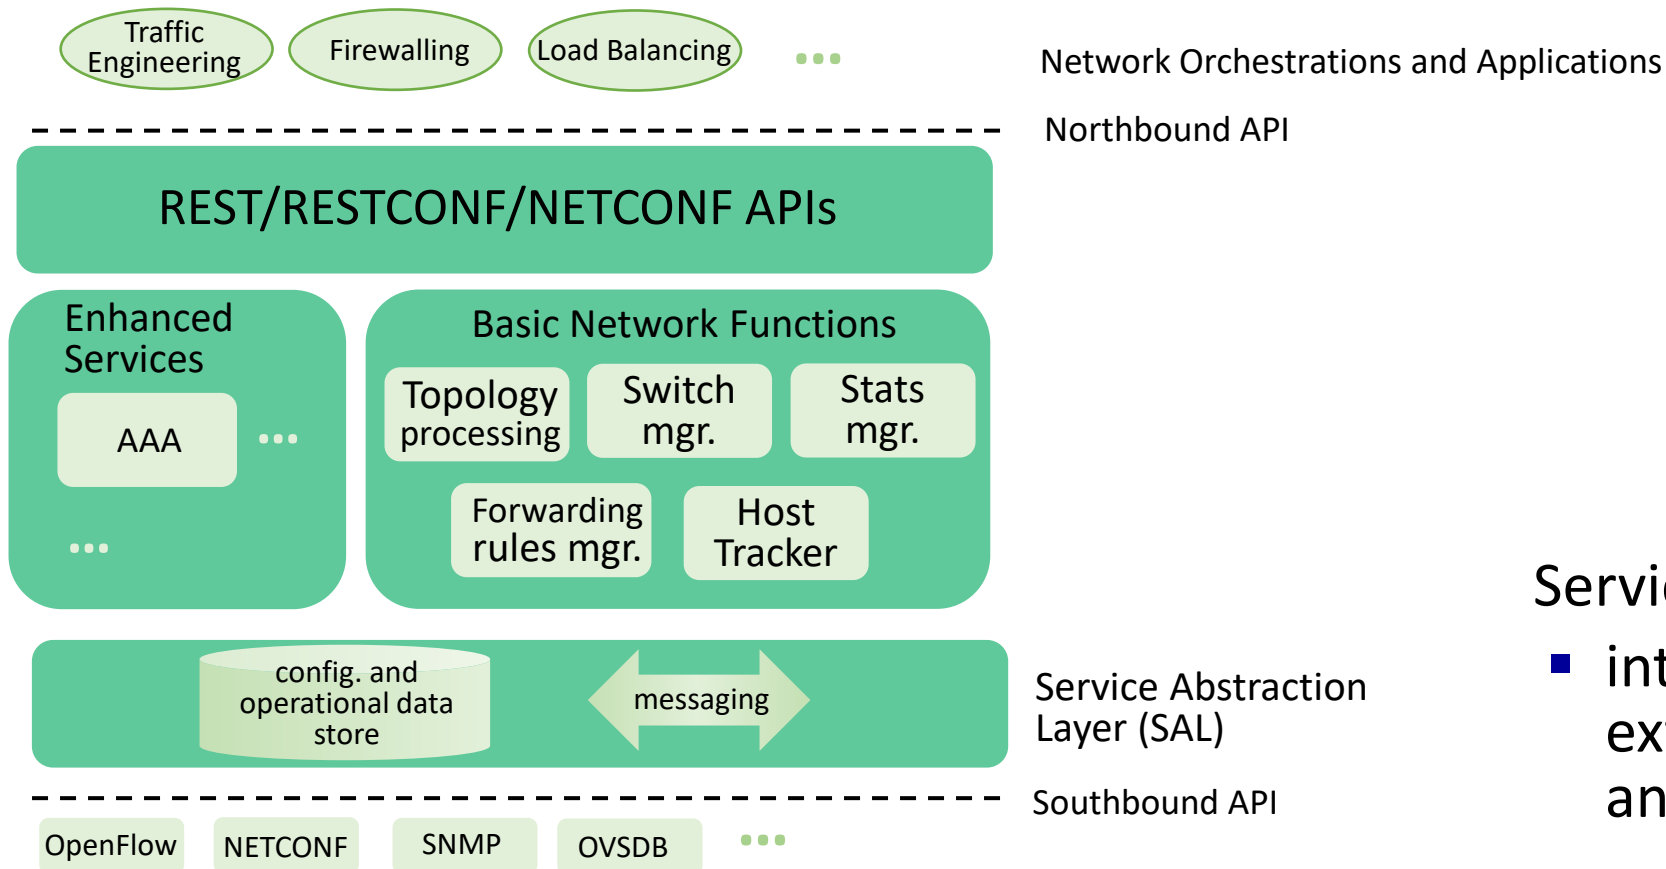 Traffic
Engineering
Firewalling
Load Balancing
...
Network Orchestrations and Applications
Northbound API
REST/RESTCONF/NETCONF APIs
Enhanced
Services
AAA
...
...
Basic Network Functions
Topology
processing
Switch
mgr.
Stats
mgr.
Forwarding
rules mgr.
Host
Tracker
config. and
operational data
store
messaging
Service Abstraction
Layer (SAL)
Southbound API
OpenFlow
NETCONF
SNMP
OVSDB
...